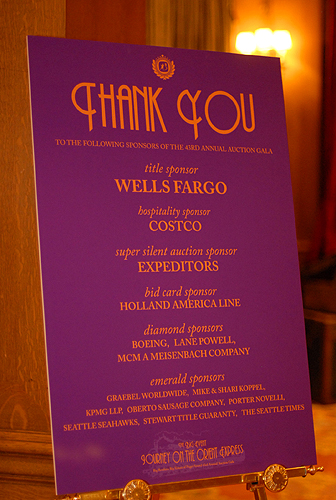 THANK YOU
TO THE FOLLOWING SPONSORS OF THE 43RD ANNUAL AUCTION GALA
title sponsor
WELLS FARGO
hospitality sponsor
COSTCO
super silent auction sponsor
EXPEDITORS
bid card sponsor
HOLLAND AMERICA LINE
diamond sponsors
BOEING, LANE POWELL,
MCM A MEISENBACH COMPANY
emerald sponsors
GRAEBEL WORLDWIDE, MIKE & SHARI KOPPEL,
KPMG LLP, OBERTO SAUSAGE COMPANY, PORTER NOVELLI,
SEATTLE SEAHAWKS, STEWART TITLE GUARANTY, THE SEATTLE TIMES
JOURNEY ON THE ORIENT EXPRESS